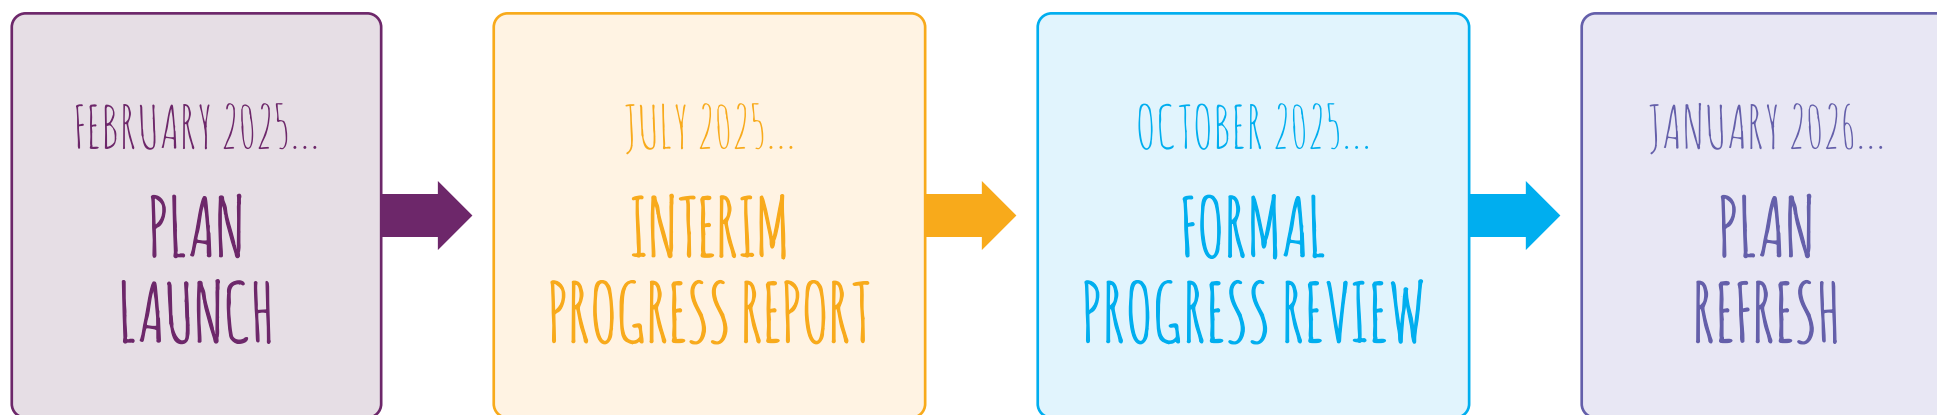 FEBRUARY 2025...
PLAN
LAUNCH
JULY 2025...
INTERIM
PROGRESS REPORT
OCTOBER 2025...
FORMAL
PROGRESS REVIEW
JANUARY 2026...
PLAN
REFRESH